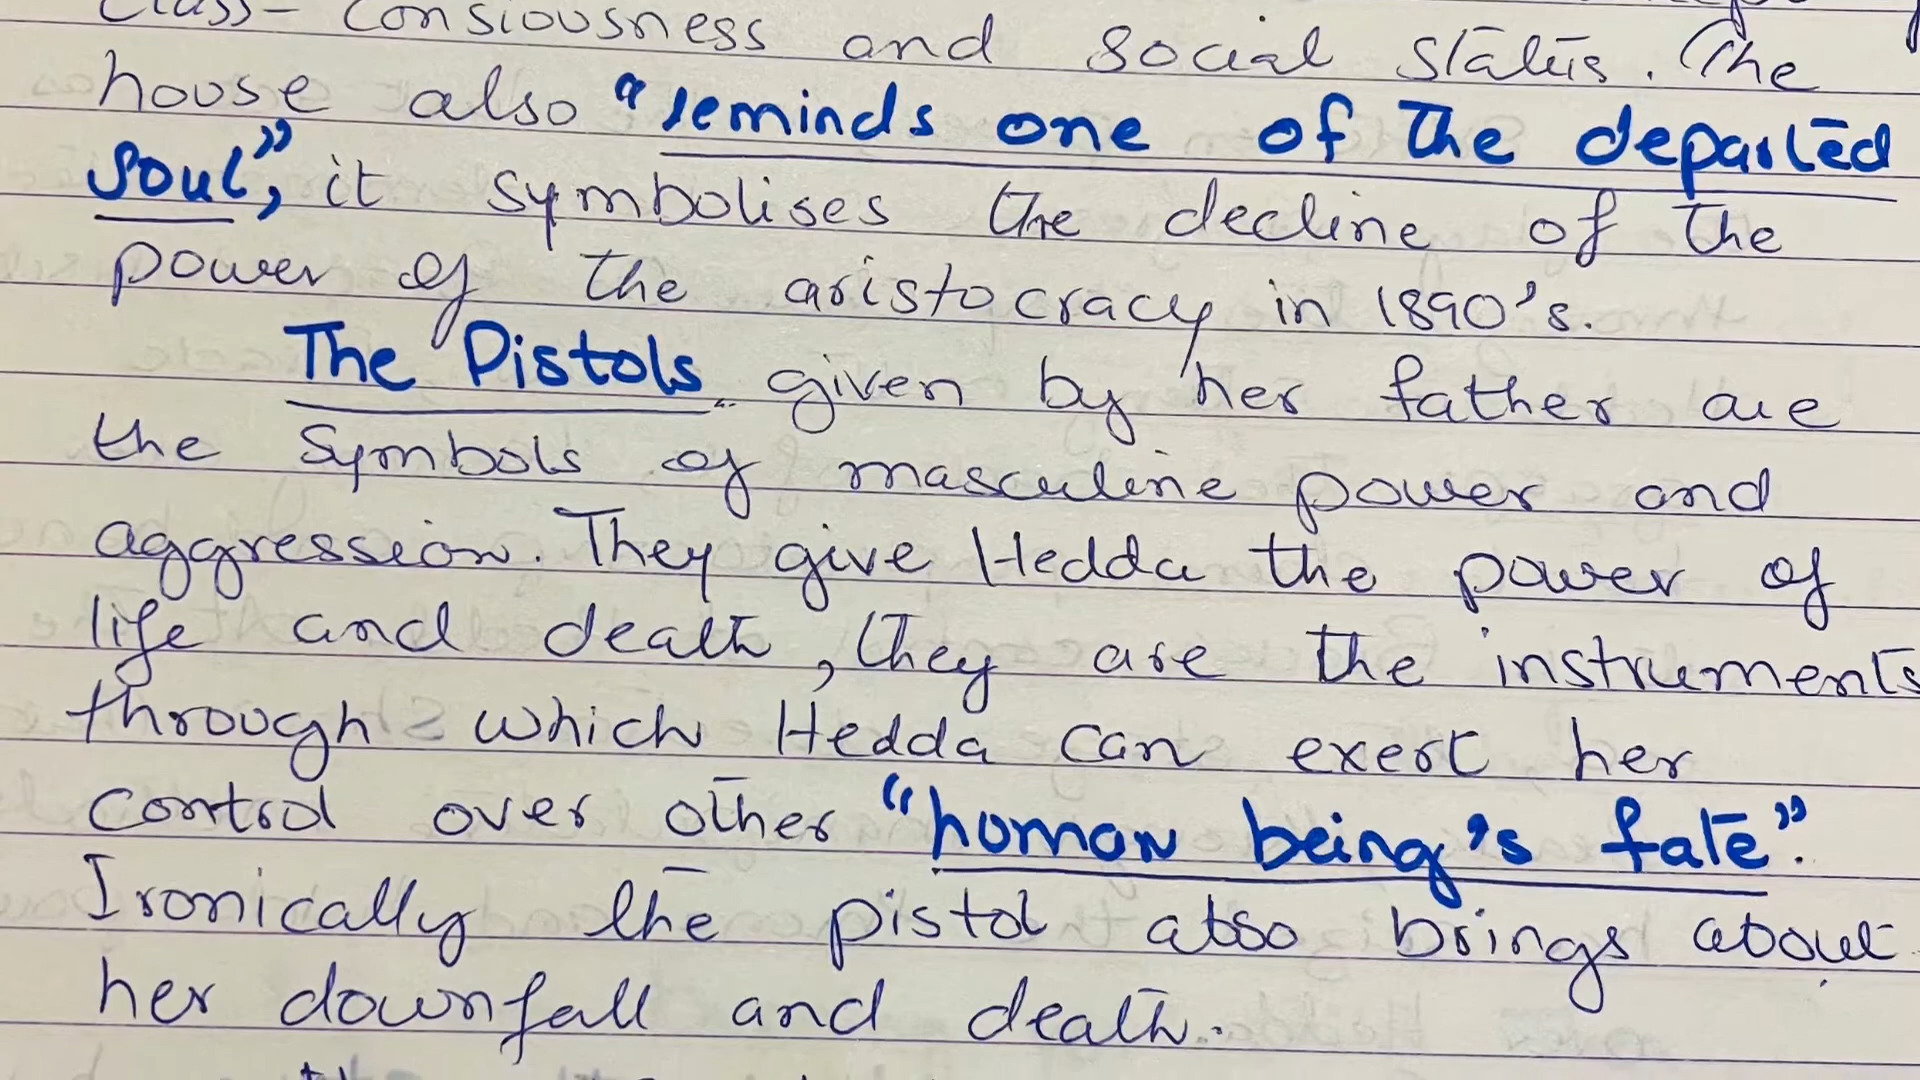 Class- Consiousness and Social status. The
house also "reminds one of the departed
soul", it symbolises the decline of the
power of the aristocracy in 1890's.
The Pistols given by her father are
the symbols of masculine power and
aggression. They give Hedda the power of
life and death, they are the instruments
through which Hedda can exert her
control over other "human being's fate".
Ironically the pistol also brings about
her downfall and death.